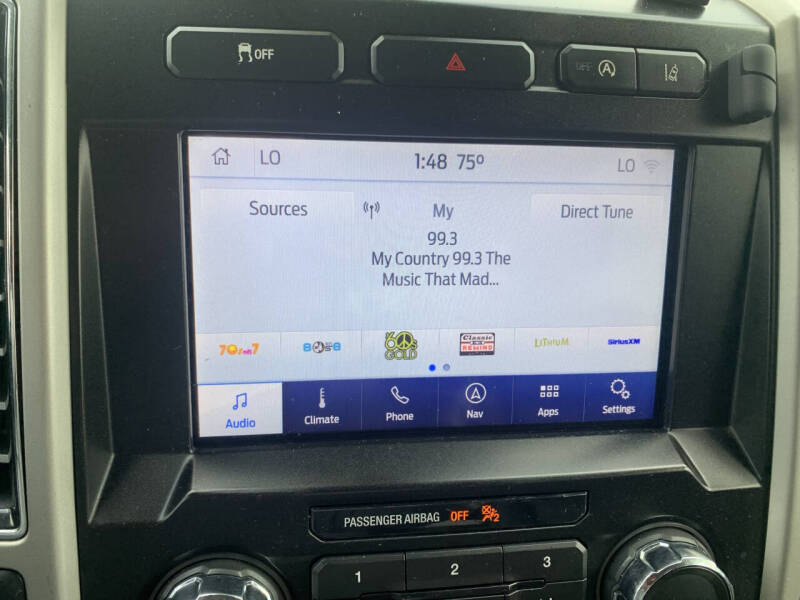 OFF
OFF A
LO 1:48 75º LO
Sources My Direct Tune
99.3
My Country 99.3 The
Music That Mad...
70s on 7 80s on 8 60s GOLD Classic REWIND LITHIUM SiriusXM
Audio Climate Phone Nav Apps Settings
PASSENGER AIRBAG OFF 2
1 2 3